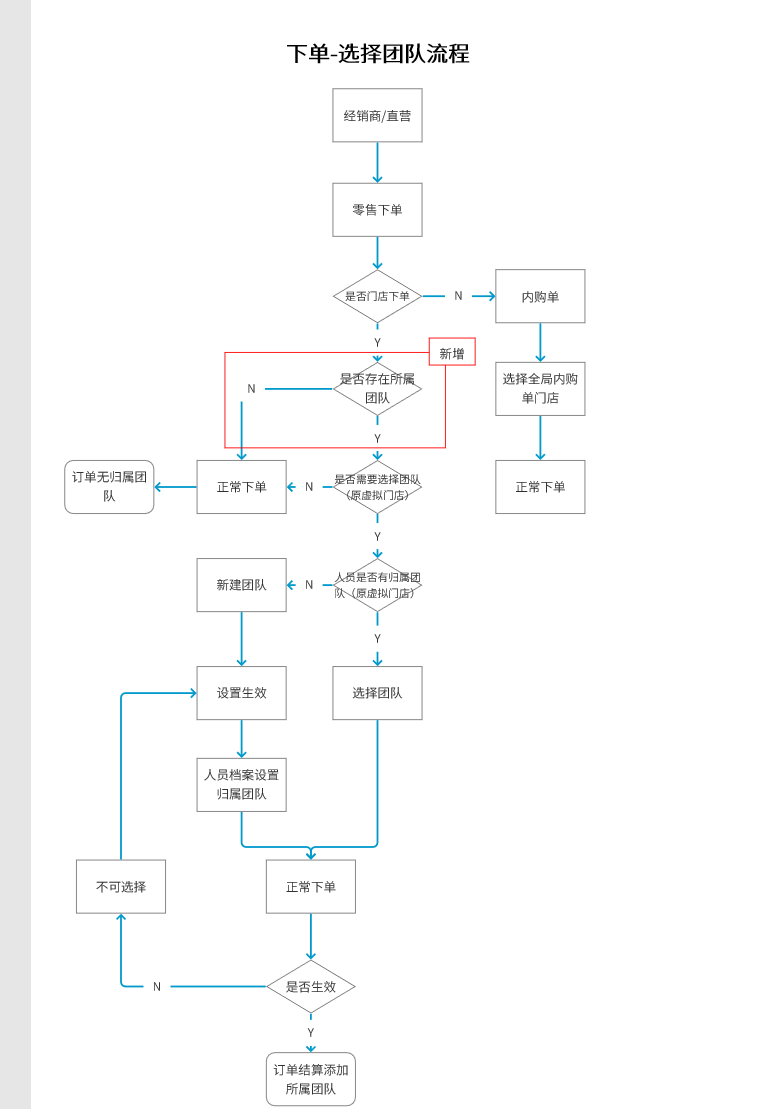 下单-选择团队流程
经销商/直营
零售下单
是否门店下单
N
内购单
Y
新增
是否存在所属
团队
N
选择全局内购
单门店
Y
订单无归属团
队
正常下单
N
是否需要选择团队
（原虚拟门店）
正常下单
Y
新建团队
N
人员是否有归属团
队（原虚拟门店）
Y
设置生效
选择团队
人员档案设置
归属团队
不可选择
正常下单
N
是否生效
Y
订单结算添加
所属团队